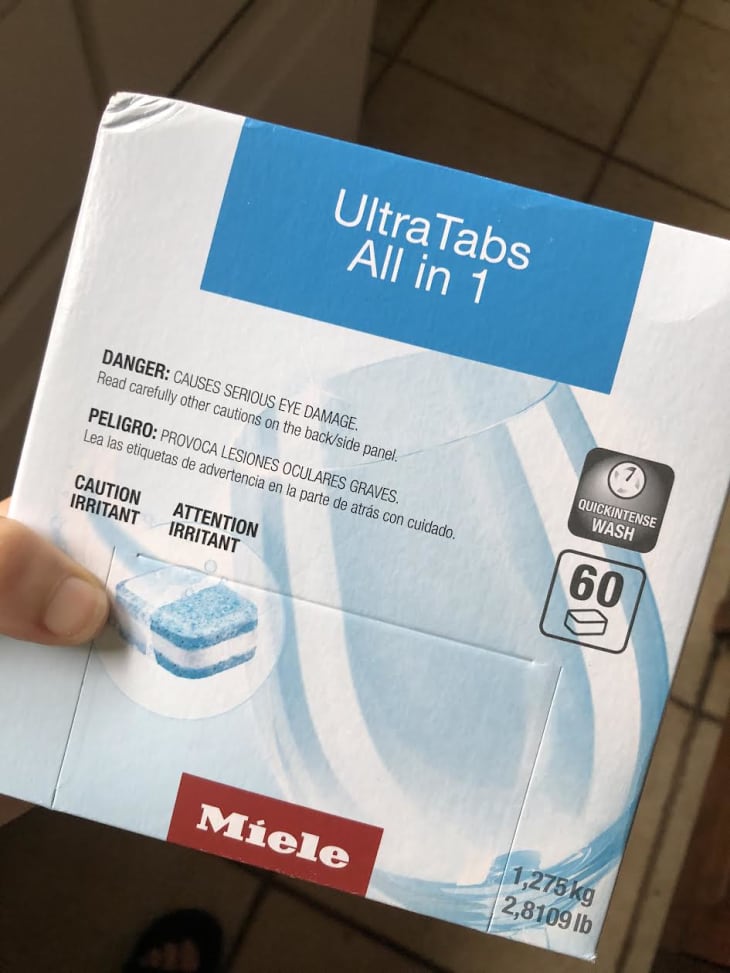 UltraTabs
All in 1
DANGER: CAUSES SERIOUS EYE DAMAGE.
Read carefully other cautions on the back/side panel.
PELIGRO: PROVOCA LESIONES OCULARES GRAVES.
Lea las etiquetas de advertencia en la parte de atrás con cuidado.
CAUTION
IRRITANT
ATTENTION
IRRITANT
7
QUICKINTENSE
WASH
60
Miele
1,275 kg
2,8109 lb